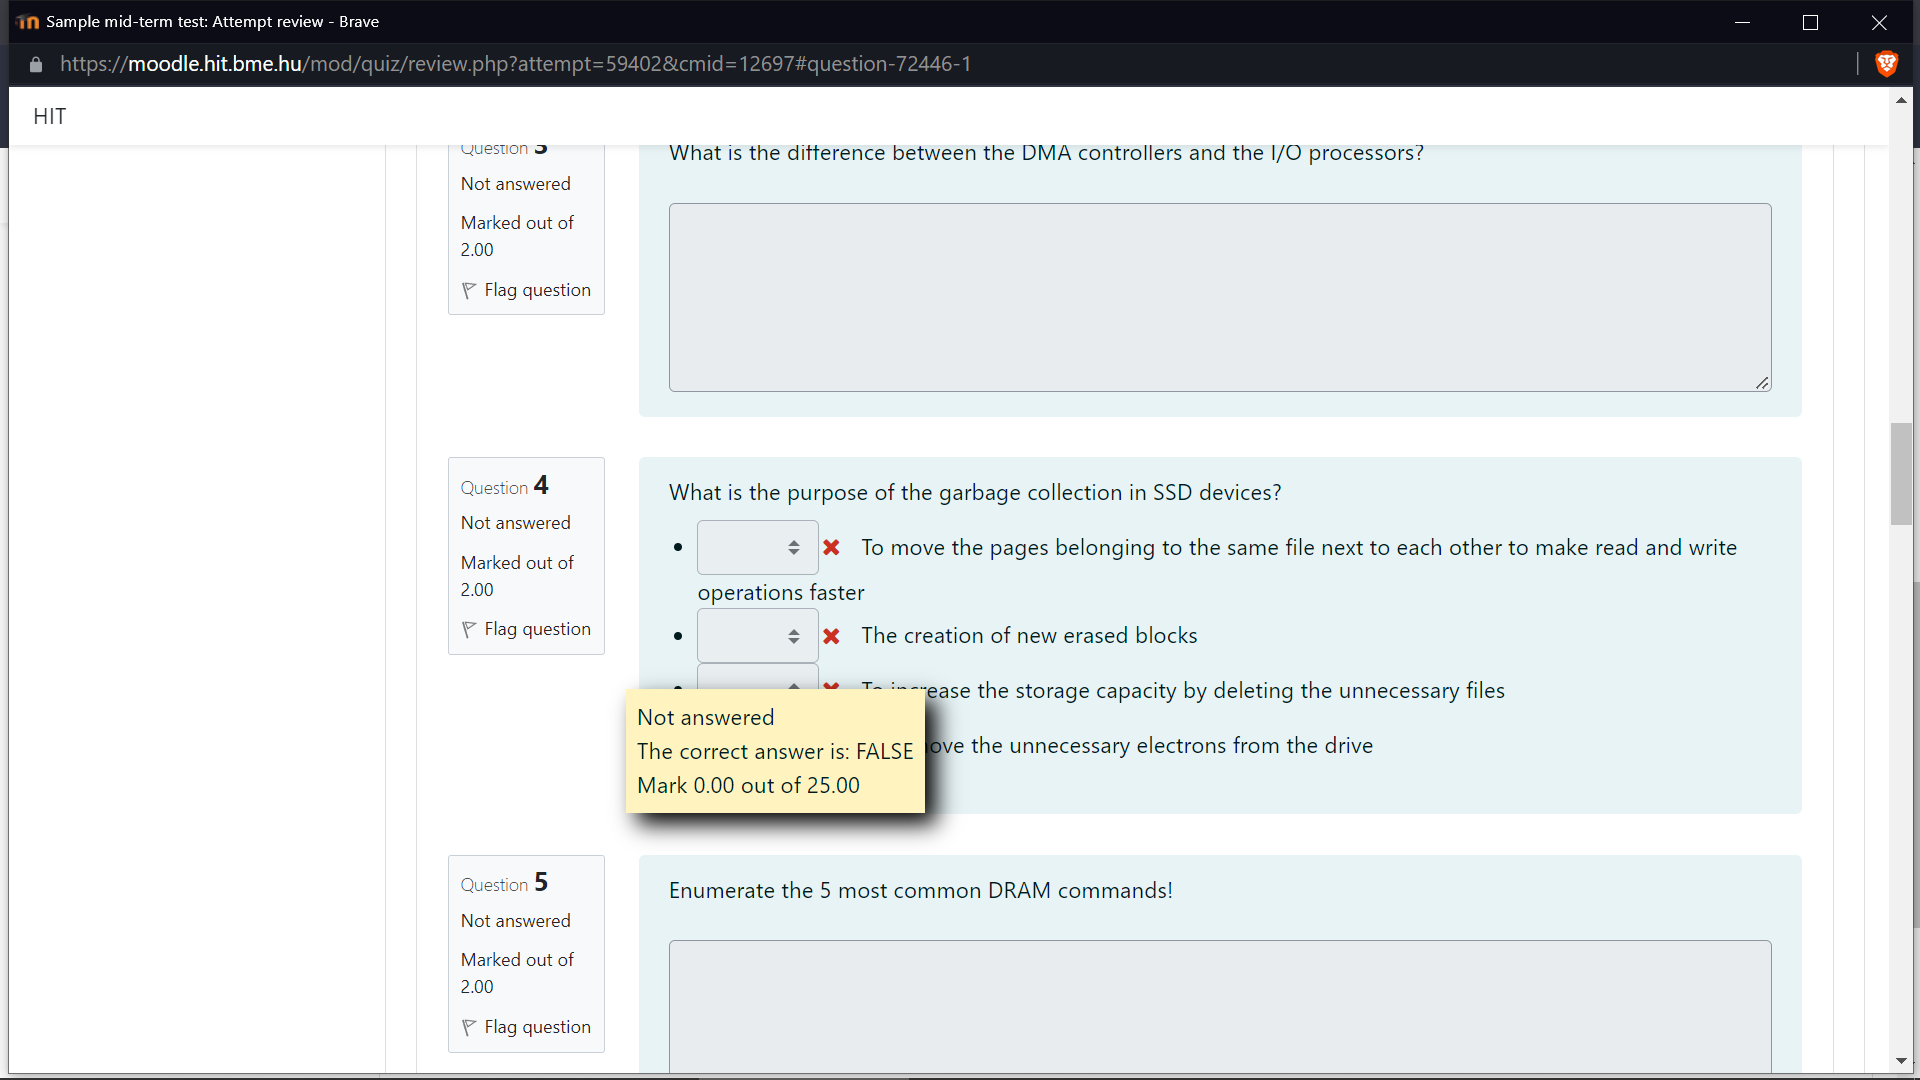 Sample mid-term test: Attempt review - Brave
https://moodle.hit.bme.hu/mod/quiz/review.php?attempt=59402&cmid=12697#question-72446-1
HIT
Question 3
Not answered
Marked out of
2.00
Flag question
What is the difference between the DMA controllers and the I/O processors?
Question 4
Not answered
Marked out of
2.00
Flag question
What is the purpose of the garbage collection in SSD devices?
To move the pages belonging to the same file next to each other to make read and write
operations faster
The creation of new erased blocks
To increase the storage capacity by deleting the unnecessary files
ove the unnecessary electrons from the drive
Not answered
The correct answer is: FALSE
Mark 0.00 out of 25.00
Question 5
Not answered
Marked out of
2.00
Flag question
Enumerate the 5 most common DRAM commands!